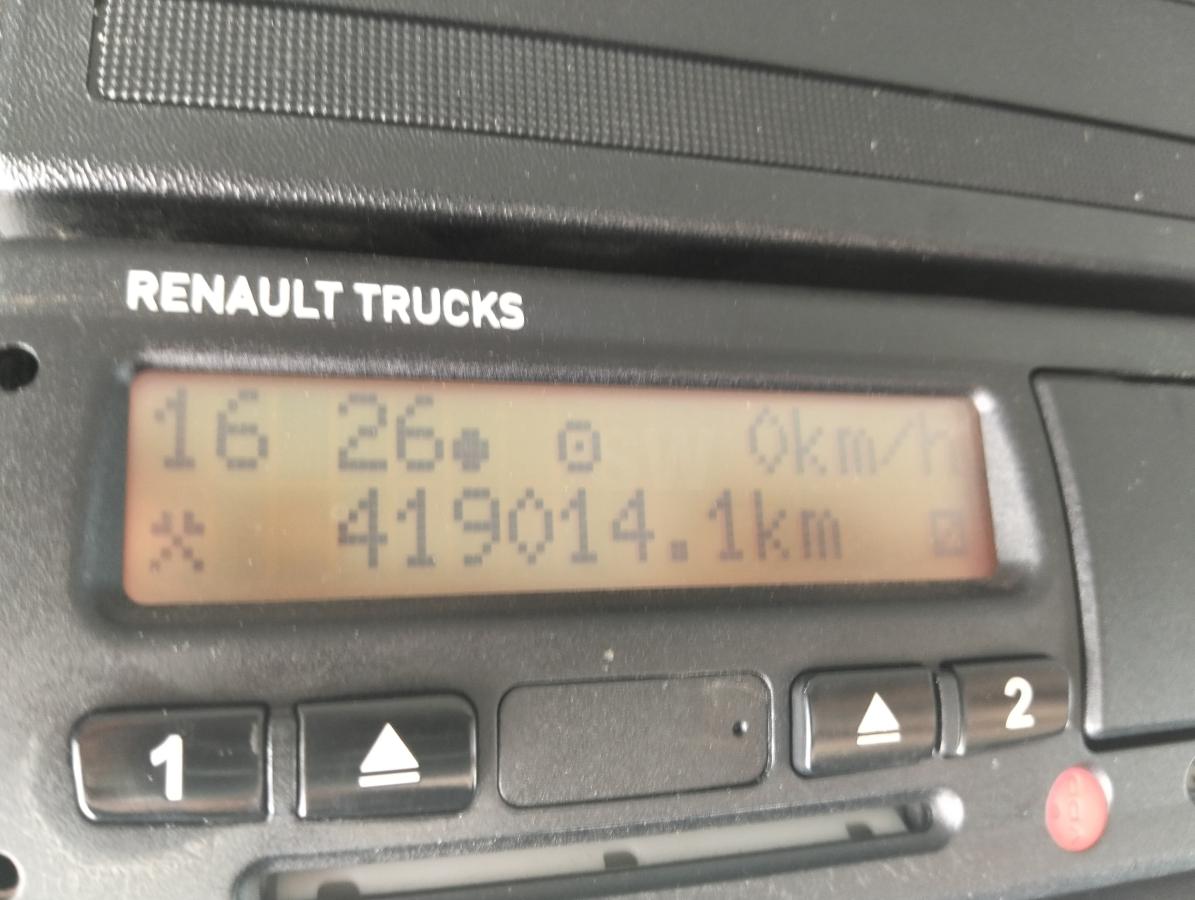 RENAULT TRUCKS
16 26 0km/h
419014.1km
1
2